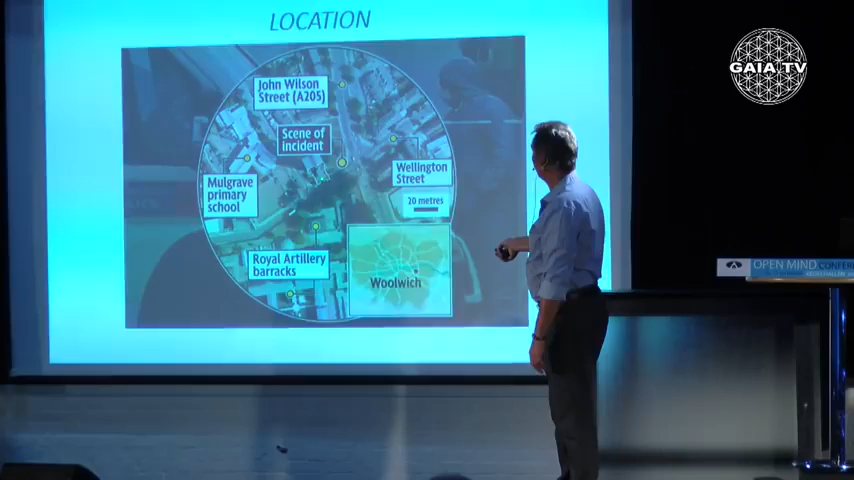 LOCATION
GAIA TV
John Wilson
Street (A205)
Scene of
incident
Wellington
Street
Mulgrave
primary
school
20 metres
Royal Artillery
barracks
Woolwich
OPEN MIND CONFERENCE